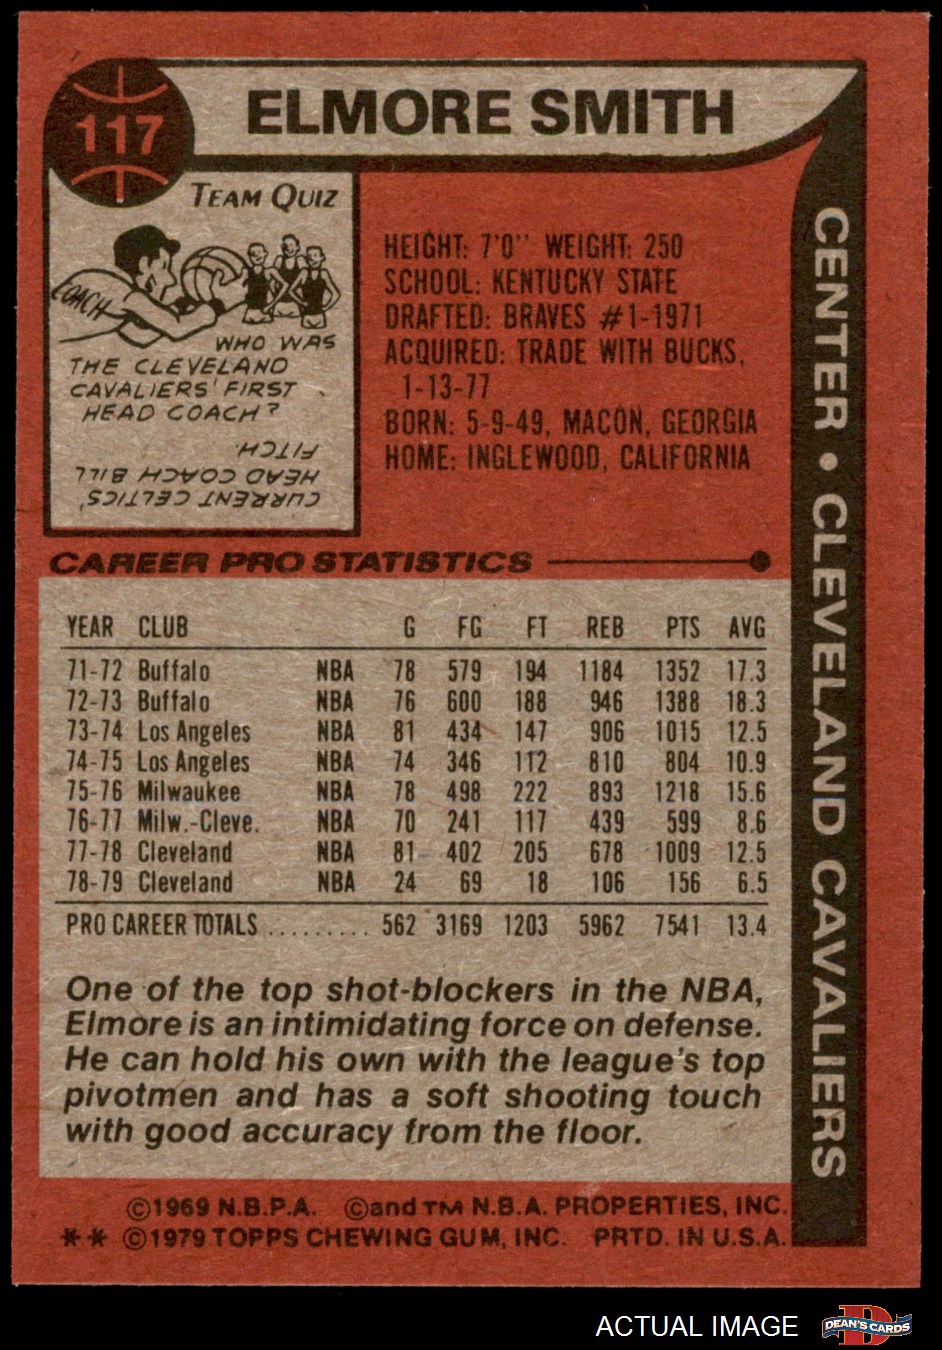 117
ELMORE SMITH
TEAM QUIZ
COACH
WHO WAS
THE CLEVELAND
CAVALIERS' FIRST
HEAD COACH?
CURRENT CELTICS'
HEAD COACH BILL
FITCH.
HEIGHT: 7'0" WEIGHT: 250
SCHOOL: KENTUCKY STATE
DRAFTED: BRAVES #1-1971
ACQUIRED: TRADE WITH BUCKS,
1-13-77
BORN: 5-9-49, MACON, GEORGIA
HOME: INGLEWOOD, CALIFORNIA
CENTER • CLEVELAND CAVALIERS
CAREER PRO STATISTICS
YEAR CLUB G FG FT REB PTS AVG
71-72 Buffalo NBA 78 579 194 1184 1352 17.3
72-73 Buffalo NBA 76 600 188 946 1388 18.3
73-74 Los Angeles NBA 81 434 147 906 1015 12.5
74-75 Los Angeles NBA 74 346 112 810 804 10.9
75-76 Milwaukee NBA 78 498 222 893 1218 15.6
76-77 Milw.-Cleve. NBA 70 241 117 439 599 8.6
77-78 Cleveland NBA 81 402 205 678 1009 12.5
78-79 Cleveland NBA 24 69 18 106 156 6.5
PRO CAREER TOTALS ......... 562 3169 1203 5962 7541 13.4
One of the top shot-blockers in the NBA,
Elmore is an intimidating force on defense.
He can hold his own with the league's top
pivotmen and has a soft shooting touch
with good accuracy from the floor.
©1969 N.B.P.A. ©and TM N.B.A. PROPERTIES, INC.
** ©1979 TOPPS CHEWING GUM, INC. PRTD. IN U.S.A.
ACTUAL IMAGE
D
DEAN'S CARDS